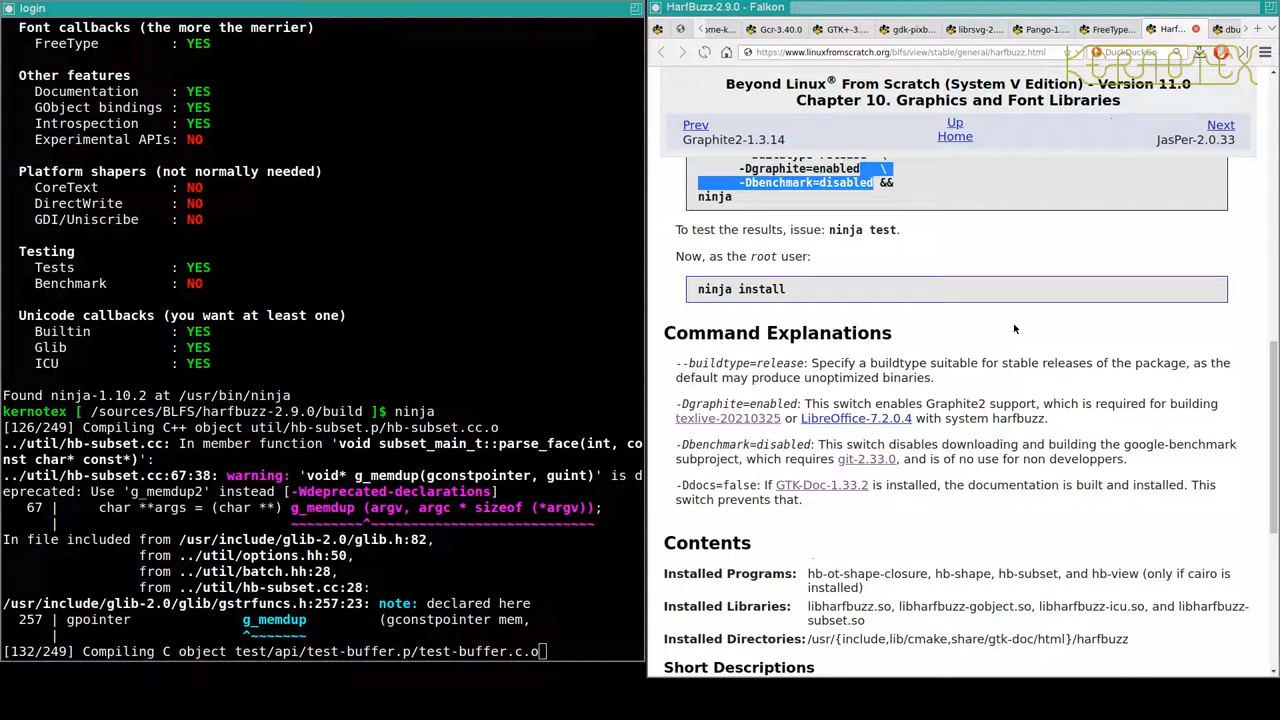 login
Font callbacks (the more the merrier)
FreeType : YES
Other features
Documentation : YES
GObject bindings : YES
Introspection : YES
Experimental APIs: NO
Platform shapers (not normally needed)
CoreText : NO
DirectWrite : NO
GDI/Uniscribe : NO
Testing
Tests : YES
Benchmark : NO
Unicode callbacks (you want at least one)
Builtin : YES
Glib : YES
ICU : YES
Found ninja-1.10.2 at /usr/bin/ninja
kernotex [ /sources/BLFS/harfbuzz-2.9.0/build ]$ ninja
[126/249] Compiling C++ object util/hb-subset.p/hb-subset.cc.o
../util/hb-subset.cc: In member function 'void subset_main_t::parse_face(int, co
nst char* const*)':
../util/hb-subset.cc:67:38: warning: 'void* g_memdup(gconstpointer, guint)' is d
eprecated: Use 'g_memdup2' instead [-Wdeprecated-declarations]
67 | char **args = (char **) g_memdup (argv, argc * sizeof (*argv));
| ~~~~~~~~~^~~~~~~~~~~~~~~~~~~~~~~~~~~~~
In file included from /usr/include/glib-2.0/glib.h:82,
from ../util/options.hh:50,
from ../util/batch.hh:28,
from ../util/hb-subset.cc:28:
/usr/include/glib-2.0/glib/gstrfuncs.h:257:23: note: declared here
257 | gpointer g_memdup (gconstpointer mem,
| ^~~~~~~~
[132/249] Compiling C object test/api/test-buffer.p/test-buffer.c.o
HarfBuzz-2.9.0 - Falkon
ome-k... Gcr-3.40.0 GTK+-3.... gdk-pixb... librsvg-2.... Pango-1.... FreeType... Harf... dbu
https://www.linuxfromscratch.org/blfs/view/stable/general/harfbuzz.html DuckDuckGo
KERNOTEX
Beyond Linux® From Scratch (System V Edition) - Version 11.0
Chapter 10. Graphics and Font Libraries
Prev Up Next
Graphite2-1.3.14 Home JasPer-2.0.33
-Dgraphite=enabled \
-Dbenchmark=disabled &&
ninja
To test the results, issue: ninja test.
Now, as the root user:
ninja install
Command Explanations
--buildtype=release: Specify a buildtype suitable for stable releases of the package, as the
default may produce unoptimized binaries.
-Dgraphite=enabled: This switch enables Graphite2 support, which is required for building
texlive-20210325 or LibreOffice-7.2.0.4 with system harfbuzz.
-Dbenchmark=disabled: This switch disables downloading and building the google-benchmark
subproject, which requires git-2.33.0, and is of no use for non developpers.
-Ddocs=false: If GTK-Doc-1.33.2 is installed, the documentation is built and installed. This
switch prevents that.
Contents
Installed Programs: hb-ot-shape-closure, hb-shape, hb-subset, and hb-view (only if cairo is
installed)
Installed Libraries: libharfbuzz.so, libharfbuzz-gobject.so, libharfbuzz-icu.so, and libharfbuzz-
subset.so
Installed Directories: /usr/{include,lib/cmake,share/gtk-doc/html}/harfbuzz
Short Descriptions